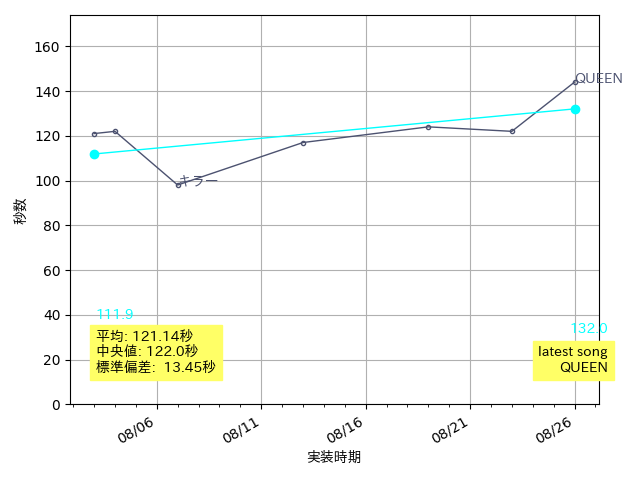 160
140
120
100
80
60
40
20
0
秒数
QUEEN
キラー
111.9
132.0
平均: 121.14秒
中央値: 122.0秒
標準偏差: 13.45秒
latest song
QUEEN
08/06
08/11
08/16
08/21
08/26
実装時期